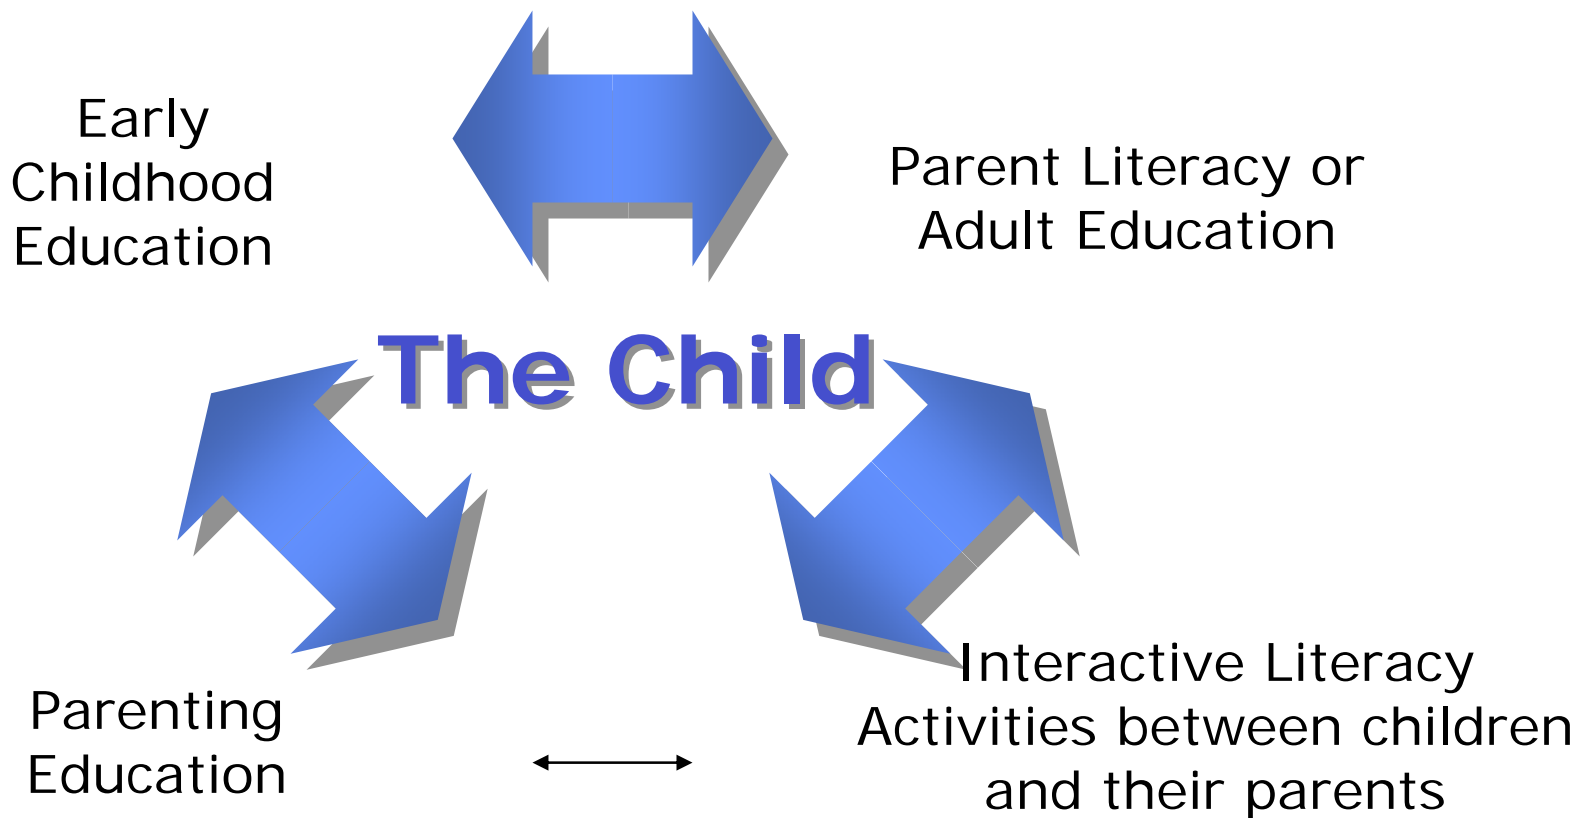 Early
Childhood
Education
Parent Literacy or
Adult Education
The Child
Parenting
Education
Interactive Literacy
Activities between children
and their parents